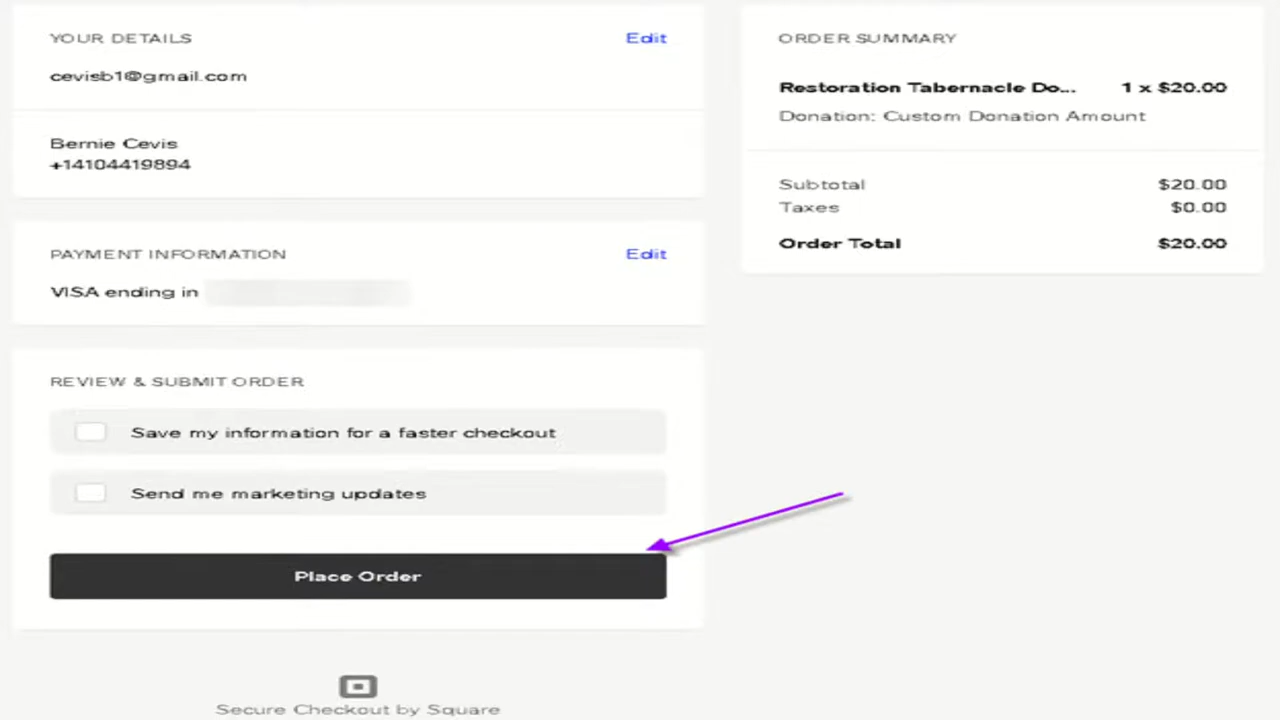 YOUR DETAILS Edit
cevisb1@gmail.com
Bernie Cevis
+14104419894
PAYMENT INFORMATION Edit
VISA ending in
REVIEW & SUBMIT ORDER
Save my information for a faster checkout
Send me marketing updates
Place Order
Secure Checkout by Square
ORDER SUMMARY
Restoration Tabernacle Do... 1 x $20.00
Donation: Custom Donation Amount
Subtotal $20.00
Taxes $0.00
Order Total $20.00